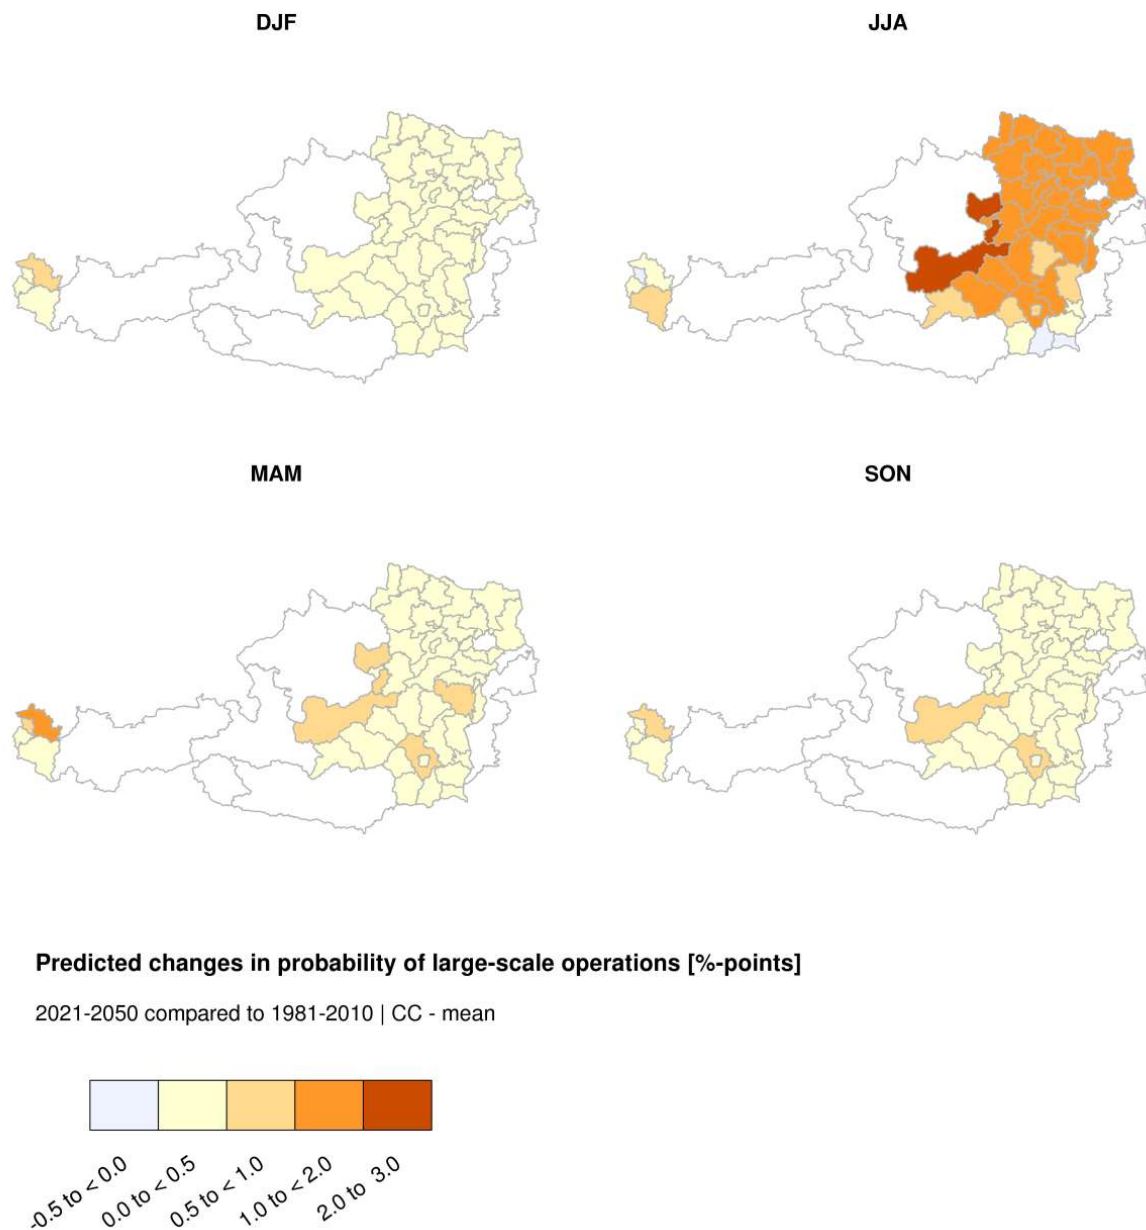 DJF
JJA
MAM
SON
Predicted changes in probability of large-scale operations [%-points]
2021-2050 compared to 1981-2010 | CC - mean
-0.5 to < 0.0
0.0 to < 0.5
0.5 to < 1.0
1.0 to < 2.0
2.0 to 3.0